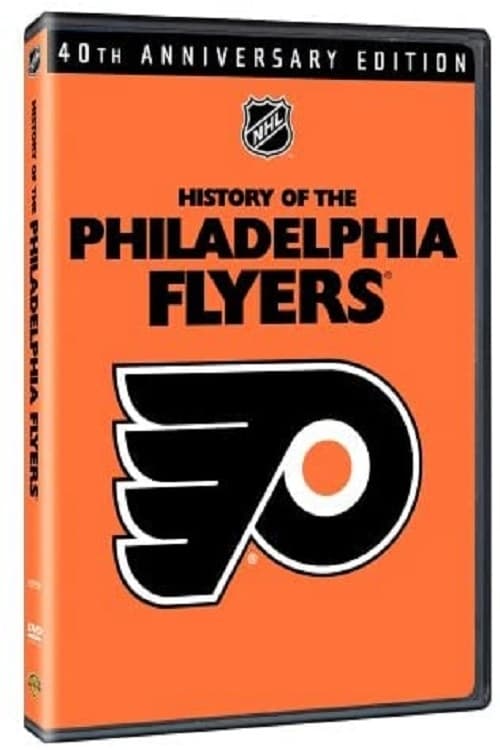 40TH ANNIVERSARY EDITION
NHL
HISTORY OF THE
PHILADELPHIA
FLYERS®
®
HISTORY OF THE PHILADELPHIA FLYERS
DVD